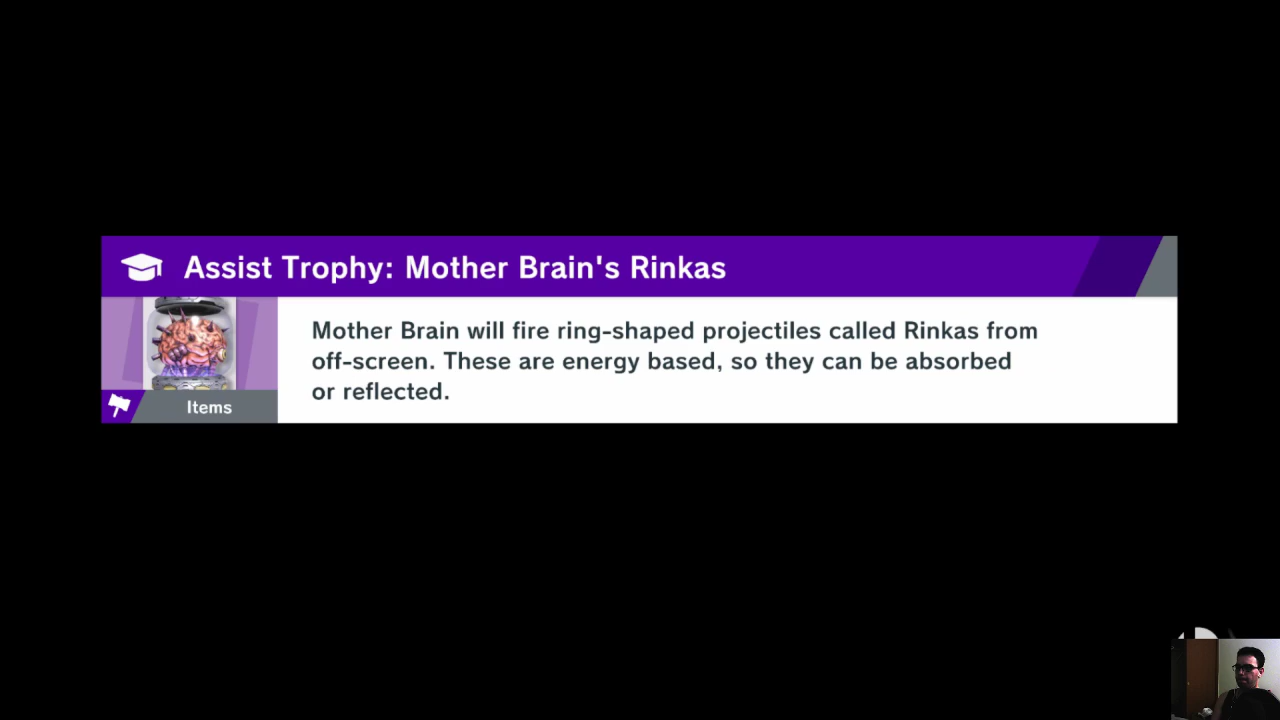 Assist Trophy: Mother Brain's Rinkas
Mother Brain will fire ring-shaped projectiles called Rinkas from
off-screen. These are energy based, so they can be absorbed
or reflected.
Items